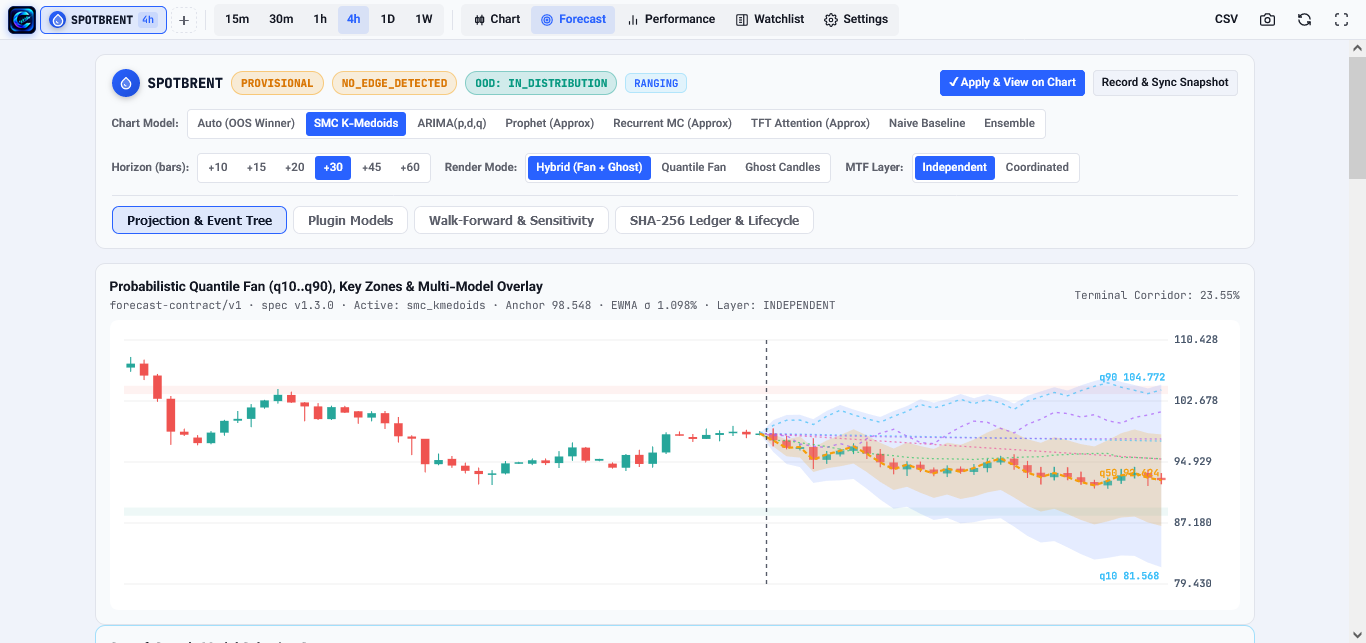 SPOTBRENT 4h + 15m 30m 1h 4h 1D 1W Chart Forecast Performance Watchlist Settings CSV
SPOTBRENT PROVISIONAL NO_EDGE_DETECTED OOD: IN_DISTRIBUTION RANGING ✓ Apply & View on Chart Record & Sync Snapshot
Chart Model: Auto (OOS Winner) SMC K-Medoids ARIMA(p,d,q) Prophet (Approx) Recurrent MC (Approx) TFT Attention (Approx) Naive Baseline Ensemble
Horizon (bars): +10 +15 +20 +30 +45 +60 Render Mode: Hybrid (Fan + Ghost) Quantile Fan Ghost Candles MTF Layer: Independent Coordinated
Projection & Event Tree Plugin Models Walk-Forward & Sensitivity SHA-256 Ledger & Lifecycle
Probabilistic Quantile Fan (q10..q90), Key Zones & Multi-Model Overlay
forecast-contract/v1 · spec v1.3.0 · Active: smc_kmedoids · Anchor 98.548 · EWMA σ 1.098% · Layer: INDEPENDENT
Terminal Corridor: 23.55%
110.428
q90 104.772
102.678
94.929
q50
87.180
q10 81.568
79.430